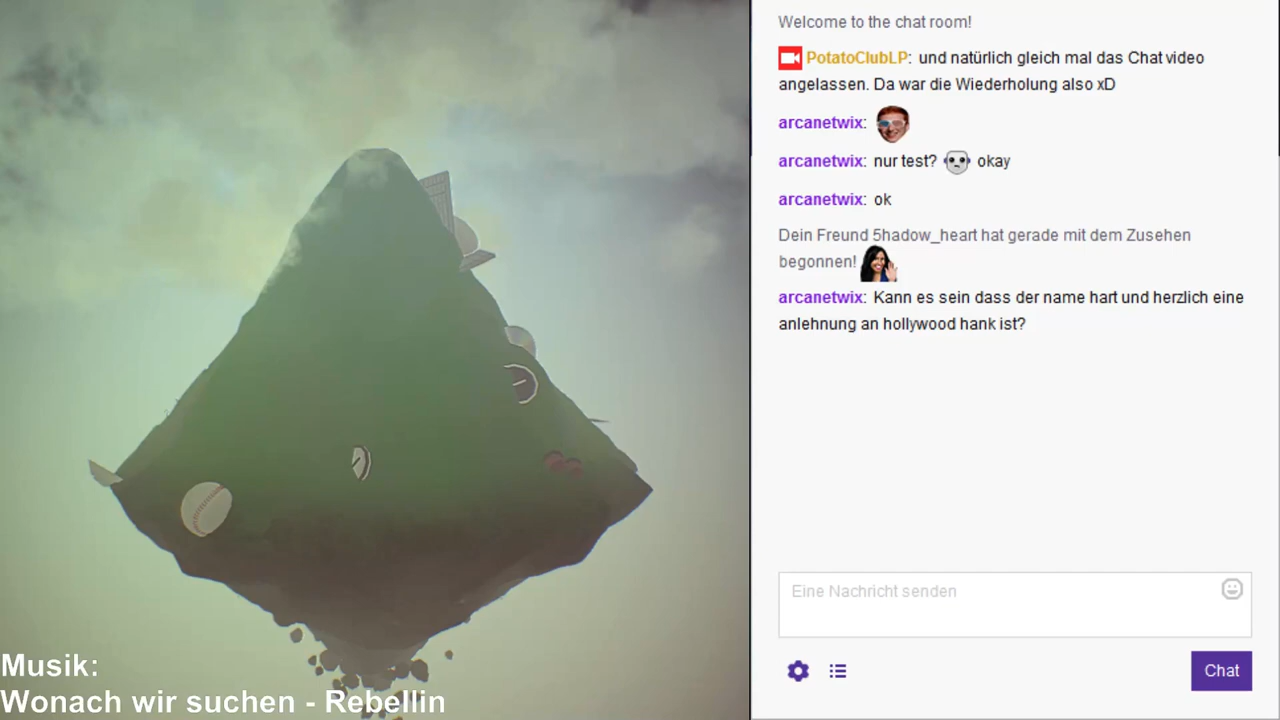 Welcome to the chat room!
PotatoClubLP: und natürlich gleich mal das Chat video
angelassen. Da war die Wiederholung also xD
arcanetwix:
arcanetwix: nur test? okay
arcanetwix: ok
Dein Freund 5hadow_heart hat gerade mit dem Zusehen
begonnen!
arcanetwix: Kann es sein dass der name hart und herzlich eine
anlehnung an hollywood hank ist?
Eine Nachricht senden
Chat
Musik:
Wonach wir suchen - Rebellin